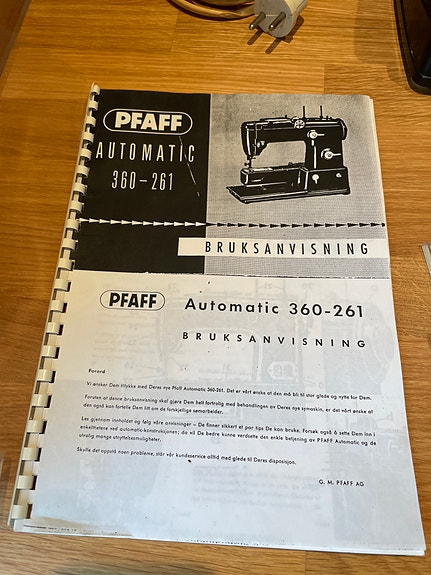 PFAFF
AUTOMATIC
360-261
BRUKSANVISNING
PFAFF
Automatic 360-261
BRUKSANVISNING
Forord
Vi ønsker Dem tillykke med Deres nye Pfaff Automatic 360-261. Det er vårt ønske at den må bli til stor glede og nytte for Dem.
Foruten at denne bruksanvisning skal gjøre Dem helt fortrolig med behandlingen av Deres nye symaskin, er det vårt ønske at
den også kan fortelle Dem litt om de forskjellige søm­arbeider.
Les gjennom innholdet og følg våre anvisninger – De finner sikkert et par tips De kan bruke. Forsøk også å sette Dem inn i
enkelthetene ved automatic-konstruksjonen; da vil De bedre kunne verdsette den enkle betjening av PFAFF Automatic og de
utrolig mange utnyttelsesmuligheter.
Skulle det oppstå noen probleme, står vår kundeservice alltid med glede til Deres disposisjon.
G. M. PFAFF AG